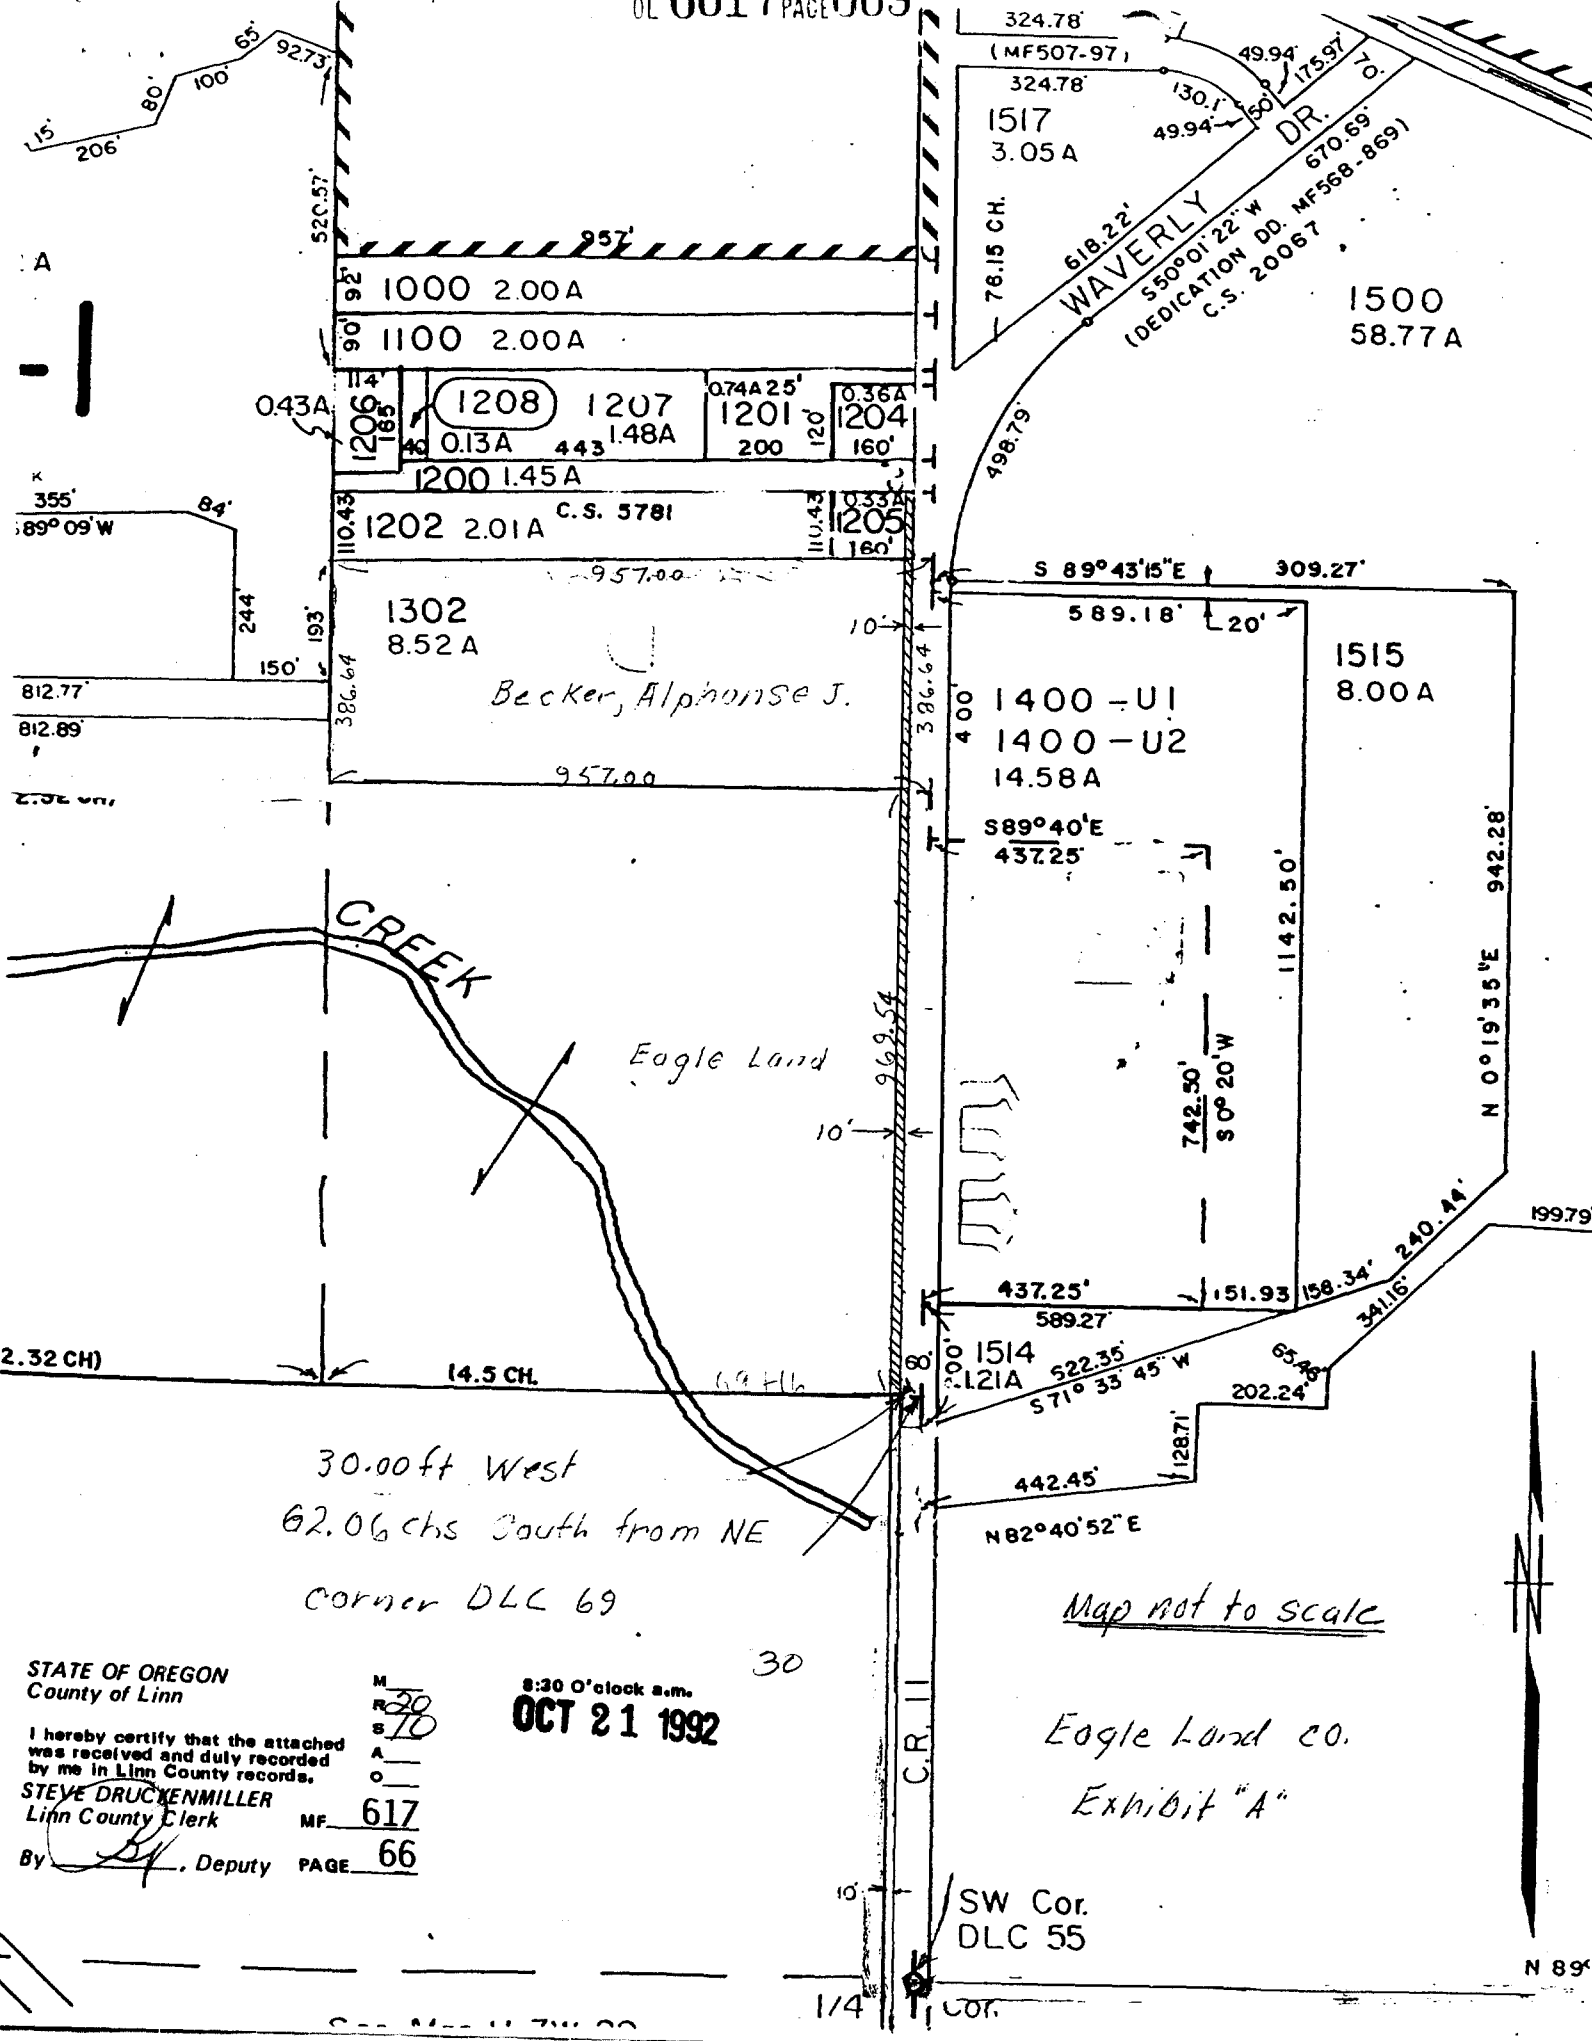 0617 PAGE
324.78'
(MF507-97)
324.78'
49.94'
175.97'
70'
130.1'
50'
49.94'
1517
3.05 A
76.15 CH.
618.22'
WAVERLY DR.
670.69'
S50°01'22"W
(DEDICATION DD. MF568-869)
C.S. 20067
1500
58.77 A
498.79
65'
92.73'
100'
80'
15'
206'
520.57'
957'
A
92'
1000 2.00 A
90'
1100 2.00 A
114'
0.43A
1206
185'
40
1208
0.13A
1207
1.48A
443
0.74A 25'
1201
200
120'
0.36A
1204
160'
1200 1.45 A
K
355'
84'
89°09'W
110.43
1202 2.01 A
C.S. 5781
110.43
0.33A
1205
160'
957.00
S 89°43'15"E
309.27'
589.18'
20'
244'
193'
150'
1302
8.52 A
10'
386.64
386.64
Becker, Alphonse J.
400
1400-U1
1400-U2
14.58 A
1515
8.00 A
812.77'
812.89'
957.00
S89°40'E
437.25'
942.28'
1142.50'
N 0°19'35"E
CREEK
Eagle Land
969.54
10'
742.50'
S 0°20'W
240.44'
199.79'
437.25'
151.93
158.34'
589.27'
341.16'
2.32 CH)
14.5 CH.
60'
1514
1.21A
522.35'
S 71° 33' 45" W
65.46'
202.24'
128.71'
442.45'
N 82°40'52"E
30.00 ft West
62.06 chs South from NE
corner DLC 69
Map not to scale
N
30
STATE OF OREGON
County of Linn
M
R 20
S 10
A
O
8:30 O'clock a.m.
OCT 21 1992
I hereby certify that the attached
was received and duly recorded
by me in Linn County records.
STEVE DRUCKENMILLER
Linn County Clerk MF 617
By , Deputy PAGE 66
C.R. 11
Eagle Land co.
Exhibit "A"
10'
SW Cor.
DLC 55
N 89°
1/4 Cor.